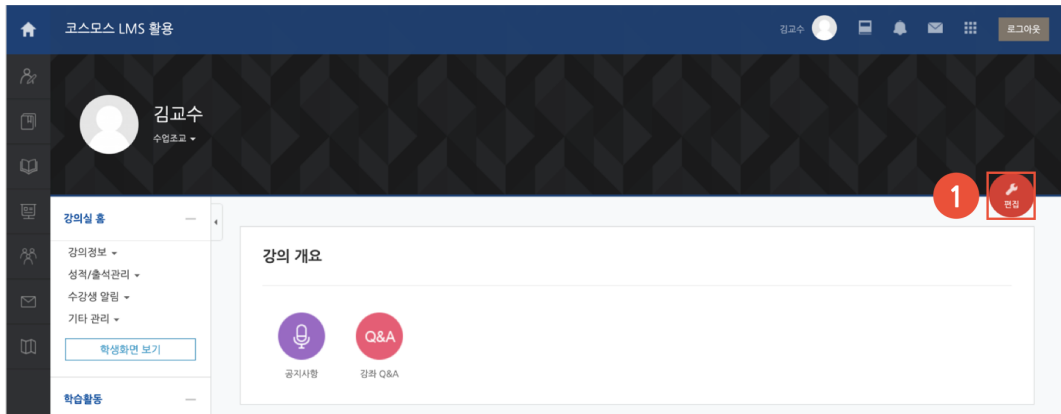 코스모스 LMS 활용
김교수
로그아웃
김교수
수업조교
1
편집
강의실 홈
강의정보
성적/출석관리
수강생 알림
기타 관리
학생화면 보기
학습활동
강의 개요
Q&A
공지사항
강좌 Q&A